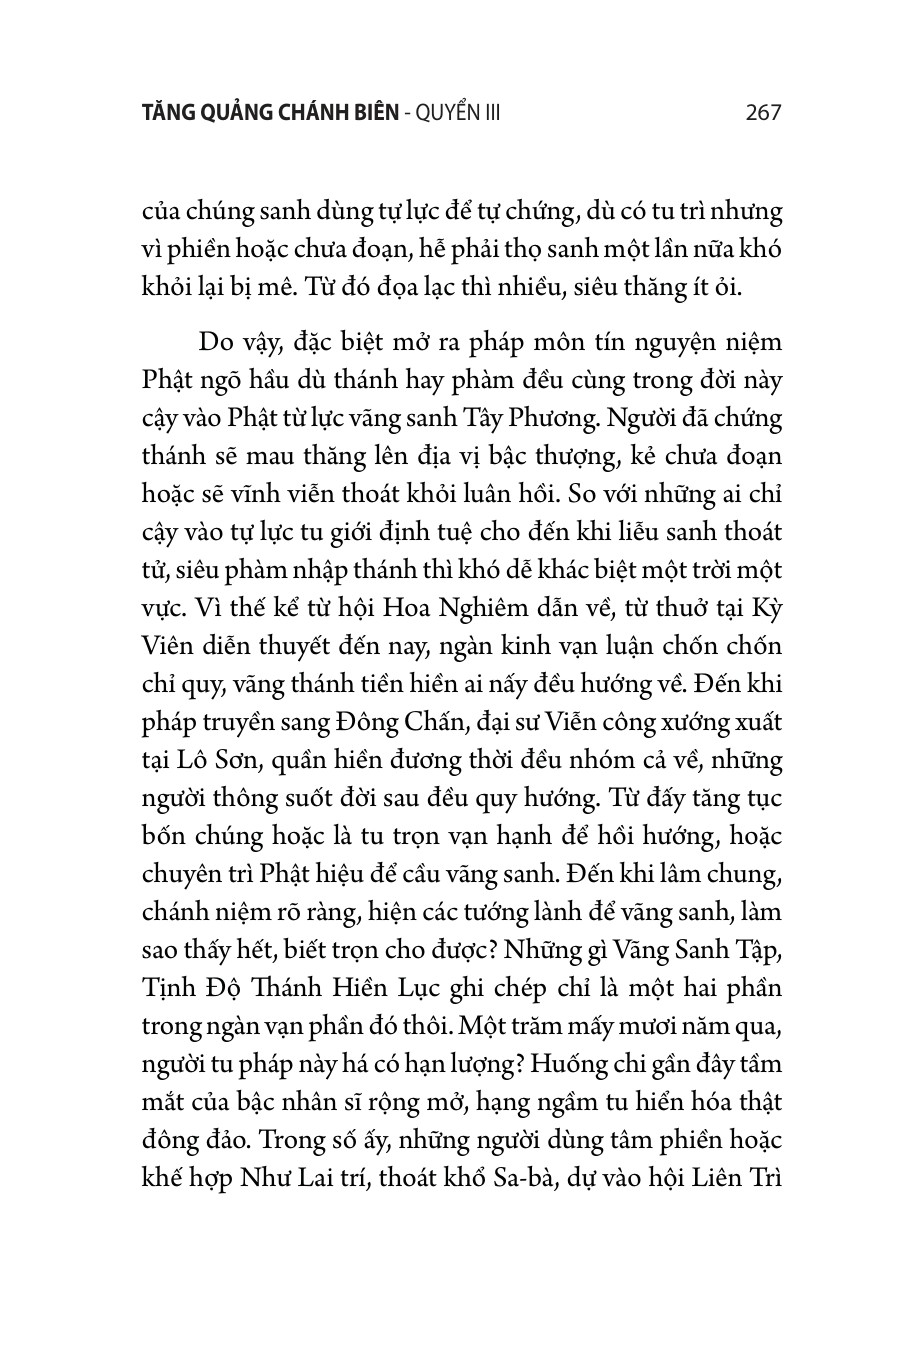 TĂNG QUẢNG CHÁNH BIÊN - QUYỂN III 267
của chúng sanh dùng tự lực để tự chứng, dù có tu trì nhưng
vì phiền hoặc chưa đoạn, hễ phải thọ sanh một lần nữa khó
khỏi lại bị mê. Từ đó đọa lạc thì nhiều, siêu thăng ít ỏi.
Do vậy, đặc biệt mở ra pháp môn tín nguyện niệm
Phật ngõ hầu dù thánh hay phàm đều cùng trong đời này
cậy vào Phật từ lực vãng sanh Tây Phương. Người đã chứng
thánh sẽ mau thăng lên địa vị bậc thượng, kẻ chưa đoạn
hoặc sẽ vĩnh viễn thoát khỏi luân hồi. So với những ai chỉ
cậy vào tự lực tu giới định tuệ cho đến khi liễu sanh thoát
tử, siêu phàm nhập thánh thì khó dễ khác biệt một trời một
vực. Vì thế kể từ hội Hoa Nghiêm dẫn về, từ thuở tại Kỳ
Viên diễn thuyết đến nay, ngàn kinh vạn luận chốn chốn
chỉ quy, vãng thánh tiền hiền ai nấy đều hướng về. Đến khi
pháp truyền sang Đông Chấn, đại sư Viễn công xướng xuất
tại Lô Sơn, quần hiền đương thời đều nhóm cả về, những
người thông suốt đời sau đều quy hướng. Từ đấy tăng tục
bốn chúng hoặc là tu trọn vạn hạnh để hồi hướng, hoặc
chuyên trì Phật hiệu để cầu vãng sanh. Đến khi lâm chung,
chánh niệm rõ ràng, hiện các tướng lành để vãng sanh, làm
sao thấy hết, biết trọn cho được? Những gì Vãng Sanh Tập,
Tịnh Độ Thánh Hiền Lục ghi chép chỉ là một hai phần
trong ngàn vạn phần đó thôi. Một trăm mấy mươi năm qua,
người tu pháp này há có hạn lượng? Huống chi gần đây tầm
mắt của bậc nhân sĩ rộng mở, hạng ngầm tu hiển hóa thật
đông đảo. Trong số ấy, những người dùng tâm phiền hoặc
khế hợp Như Lai trí, thoát khổ Sa-bà, dự vào hội Liên Trì